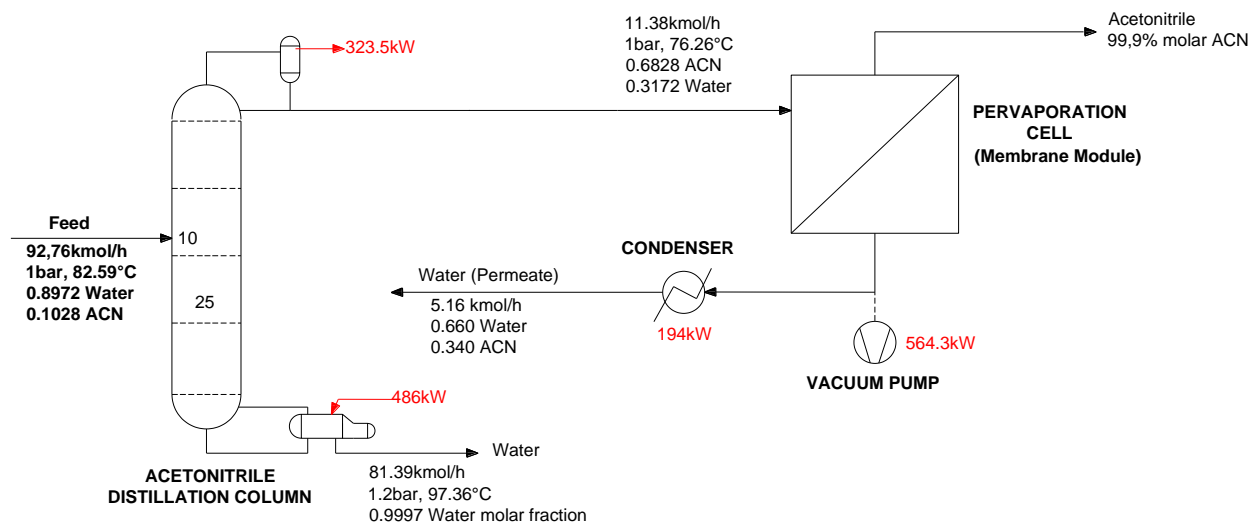 323.5kW
11.38kmol/h
1bar, 76.26°C
0.6828 ACN
0.3172 Water
Acetonitrile
99,9% molar ACN
PERVAPORATION
CELL
(Membrane Module)
Feed
92,76kmol/h
1bar, 82.59°C
0.8972 Water
0.1028 ACN
10
25
CONDENSER
Water (Permeate)
5.16 kmol/h
0.660 Water
0.340 ACN
194kW
564.3kW
VACUUM PUMP
486kW
Water
81.39kmol/h
1.2bar, 97.36°C
0.9997 Water molar fraction
ACETONITRILE
DISTILLATION COLUMN